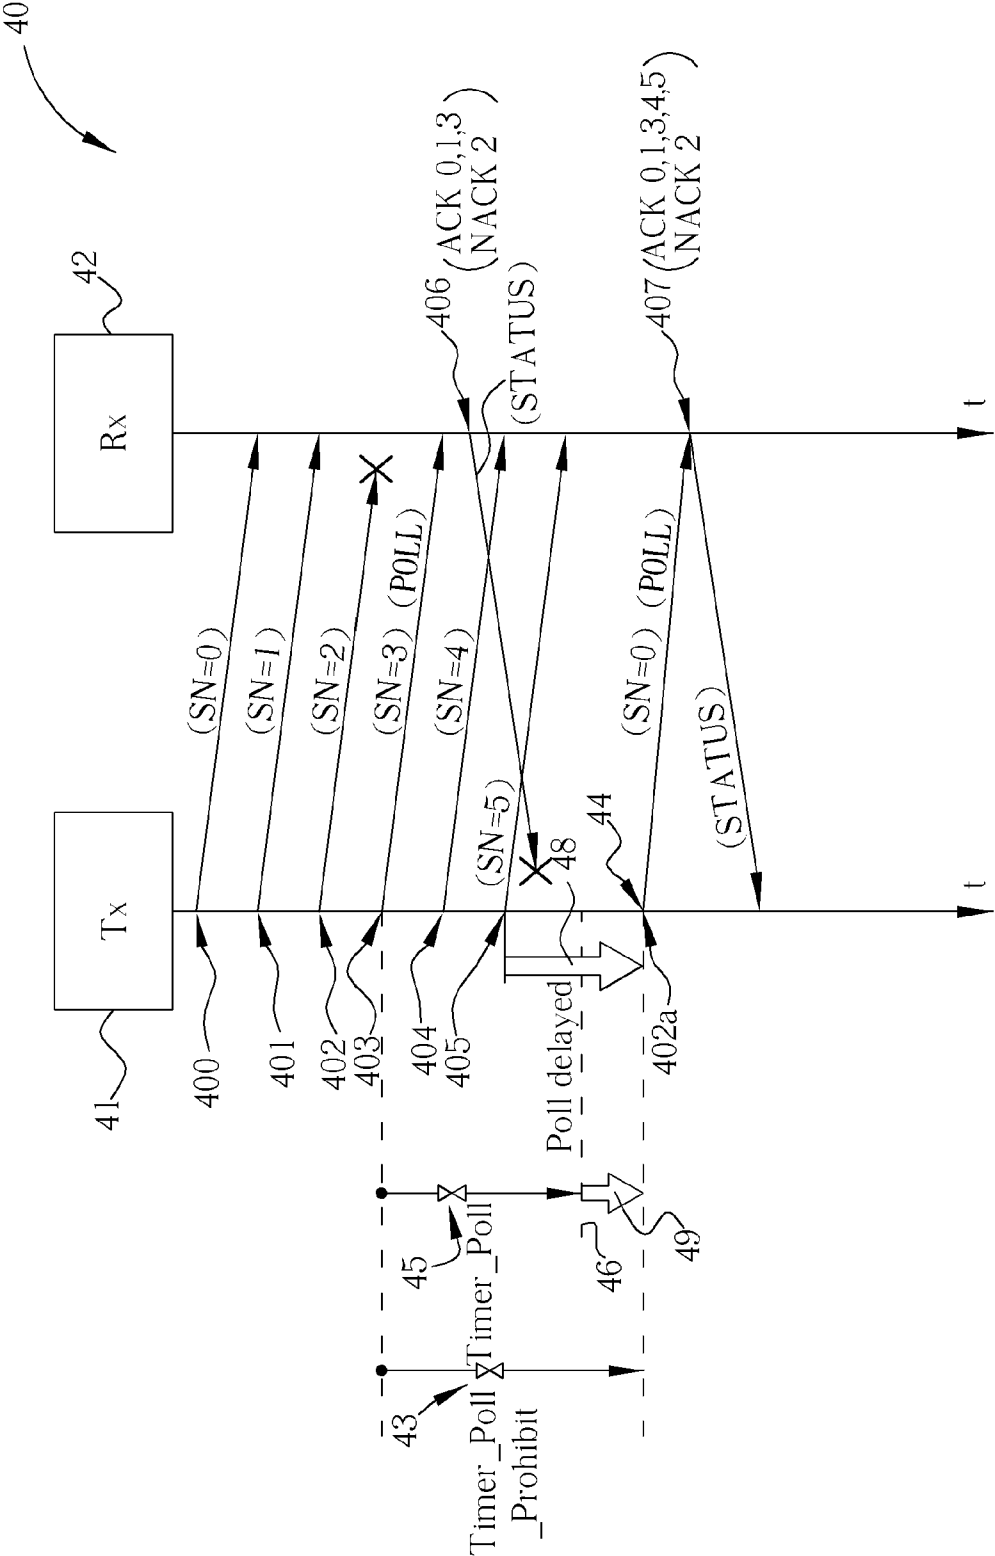 40
Tx
41
Rx
42
400
(SN=0)
401
(SN=1)
402
(SN=2)
403
(SN=3) (POLL)
404
(SN=4)
405
(SN=5)
406
(ACK 0,1,3
NACK 2)
(STATUS)
Timer_Poll
_Prohibit
43
Timer_Poll
45
46
49
Poll delayed
48
44
402a
(SN=0) (POLL)
407
(ACK 0,1,3,4,5
NACK 2)
(STATUS)
t
t